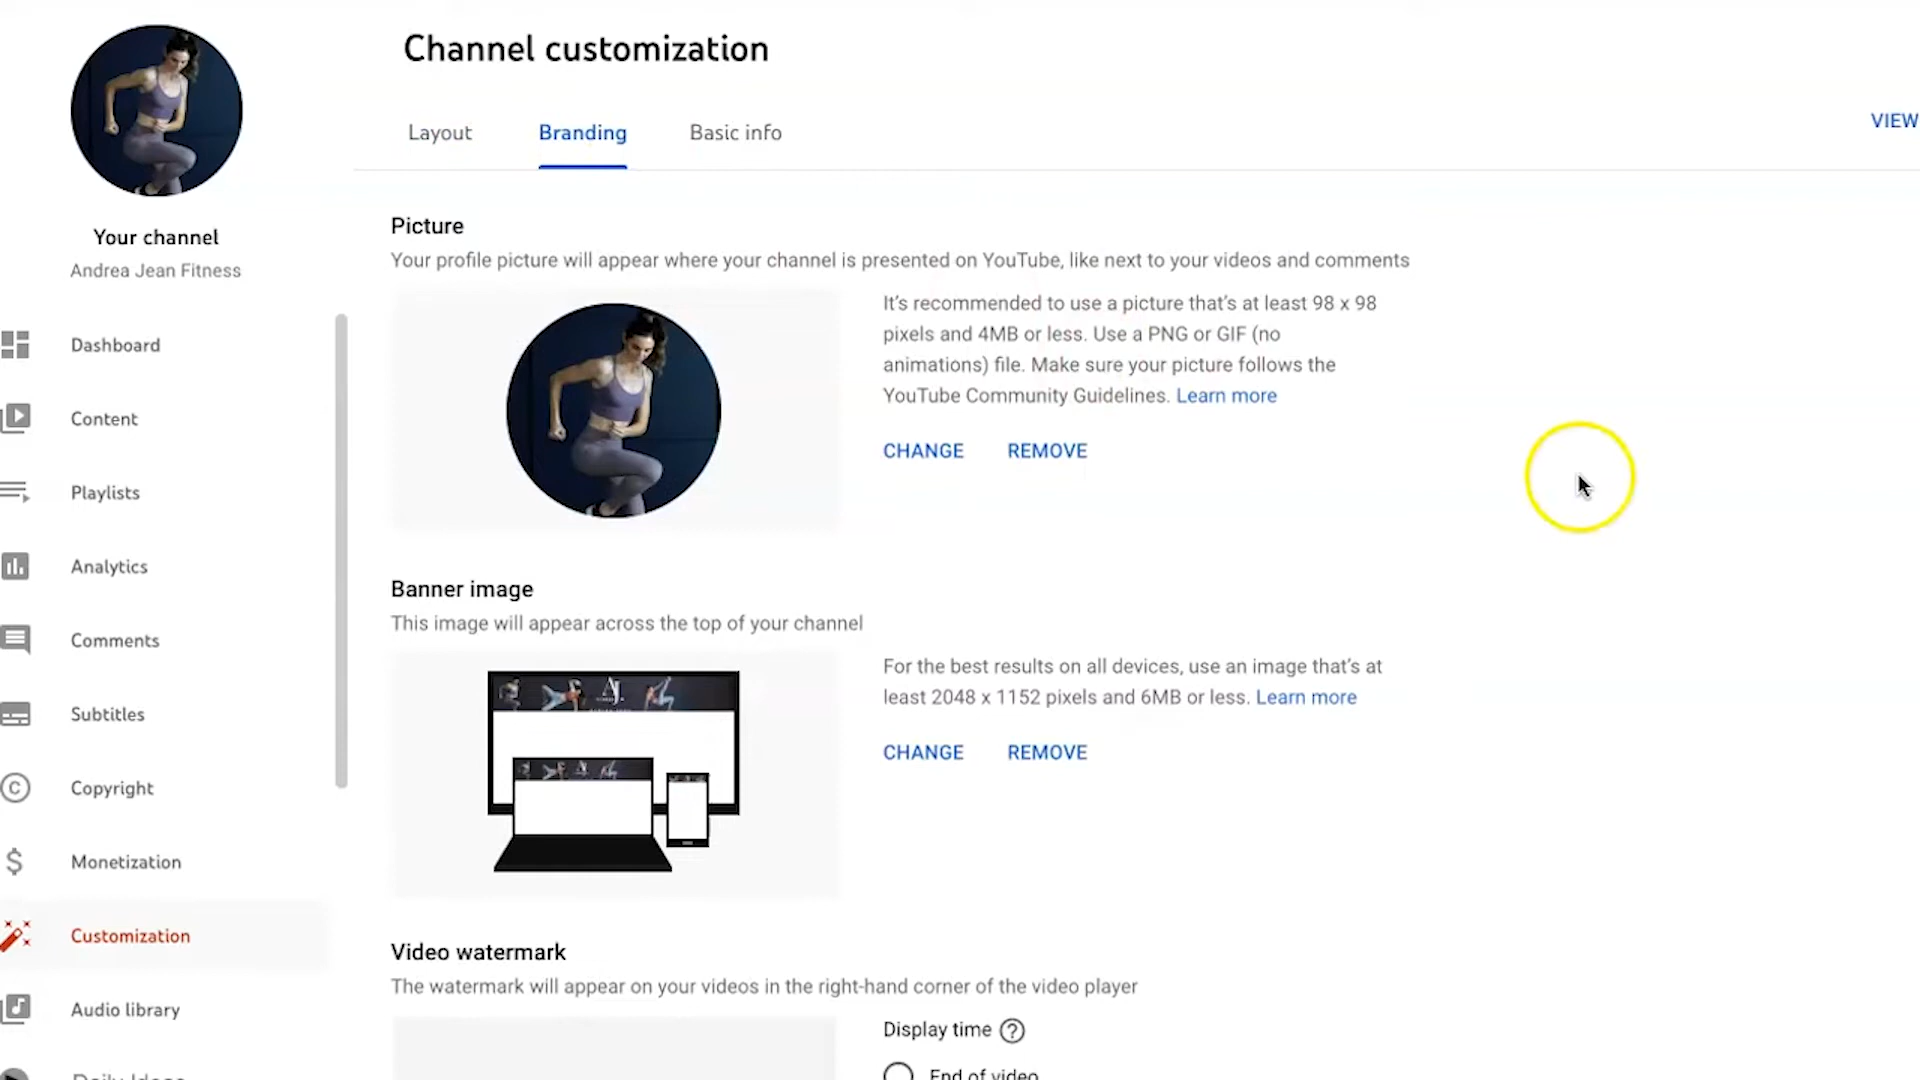 Channel customization
Layout
Branding
Basic info
VIEW
Your channel
Andrea Jean Fitness
Dashboard
Content
Playlists
Analytics
Comments
Subtitles
Copyright
Monetization
Customization
Audio library
Picture
Your profile picture will appear where your channel is presented on YouTube, like next to your videos and comments
It's recommended to use a picture that's at least 98 x 98
pixels and 4MB or less. Use a PNG or GIF (no
animations) file. Make sure your picture follows the
YouTube Community Guidelines. Learn more
CHANGE
REMOVE
Banner image
This image will appear across the top of your channel
AJ
For the best results on all devices, use an image that's at
least 2048 x 1152 pixels and 6MB or less. Learn more
CHANGE
REMOVE
Video watermark
The watermark will appear on your videos in the right-hand corner of the video player
Display time
End of video